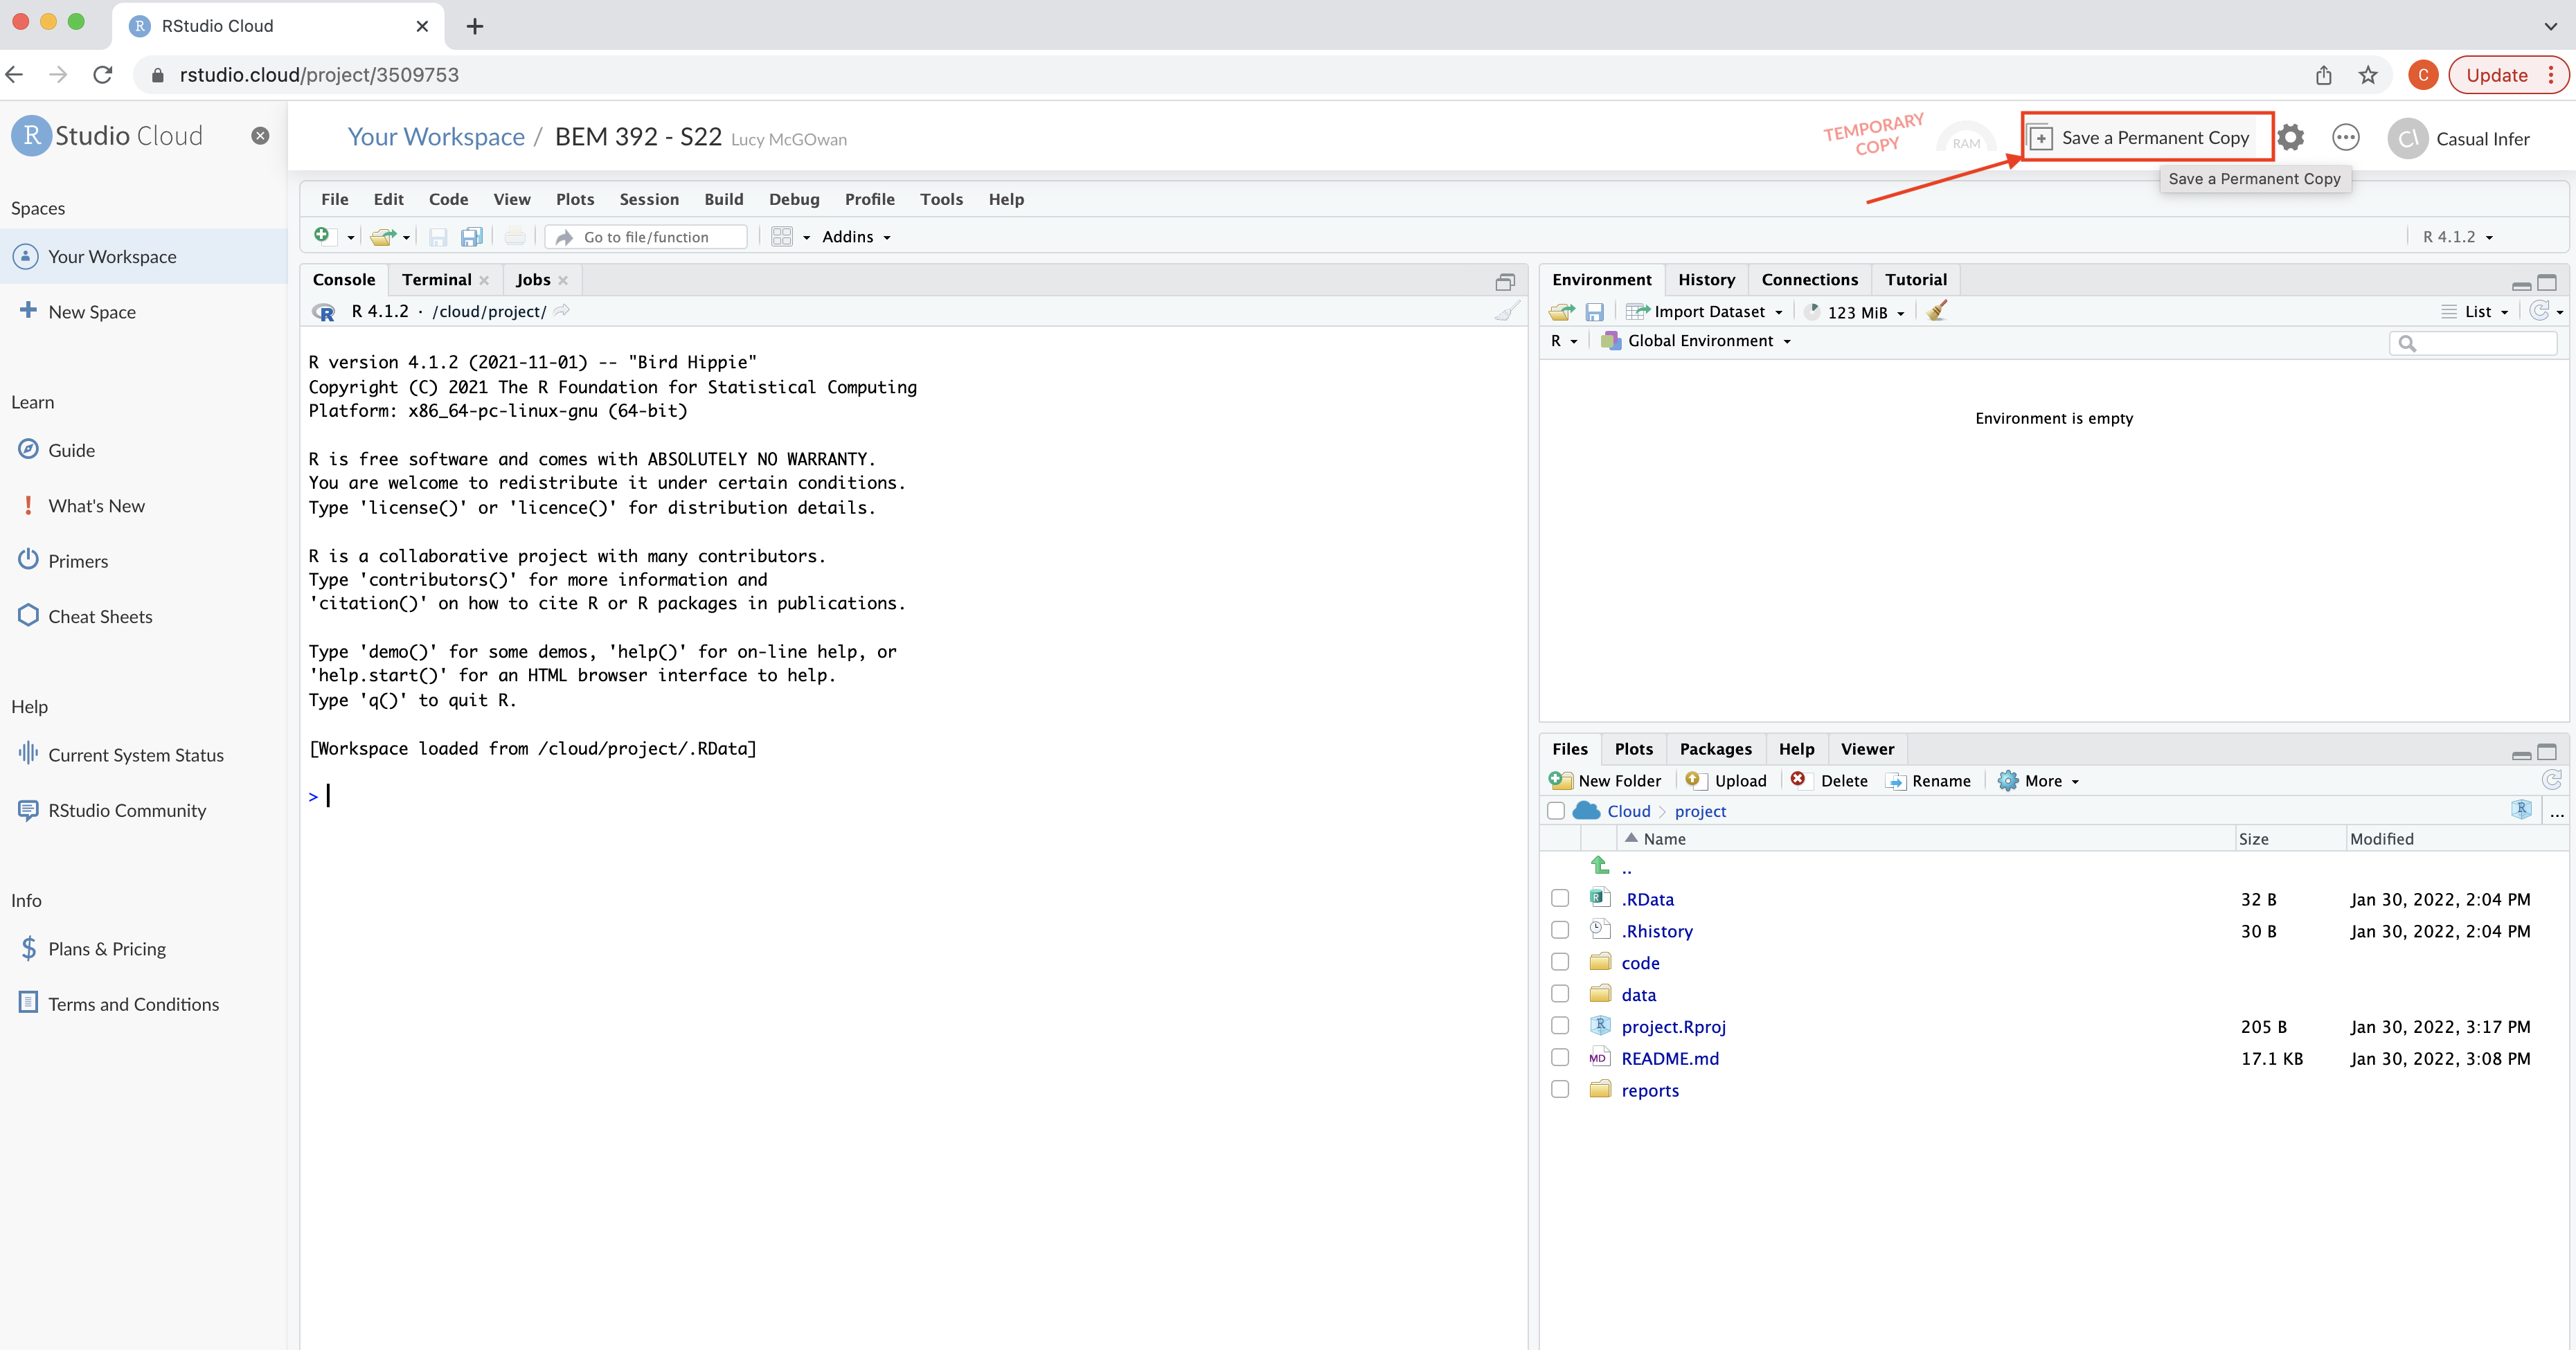 RStudio Cloud
rstudio.cloud/project/3509753
C
Update
R Studio Cloud
Your Workspace / BEM 392 - S22 Lucy McGOwan
TEMPORARY
COPY
RAM
Save a Permanent Copy
CI
Casual Infer
Save a Permanent Copy
Spaces
Your Workspace
New Space
Learn
Guide
What's New
Primers
Cheat Sheets
Help
Current System Status
RStudio Community
Info
Plans & Pricing
Terms and Conditions
File Edit Code View Plots Session Build Debug Profile Tools Help
Go to file/function
Addins
R 4.1.2
Console Terminal Jobs
R 4.1.2 · /cloud/project/
R version 4.1.2 (2021-11-01) -- "Bird Hippie"
Copyright (C) 2021 The R Foundation for Statistical Computing
Platform: x86_64-pc-linux-gnu (64-bit)
R is free software and comes with ABSOLUTELY NO WARRANTY.
You are welcome to redistribute it under certain conditions.
Type 'license()' or 'licence()' for distribution details.
R is a collaborative project with many contributors.
Type 'contributors()' for more information and
'citation()' on how to cite R or R packages in publications.
Type 'demo()' for some demos, 'help()' for on-line help, or
'help.start()' for an HTML browser interface to help.
Type 'q()' to quit R.
[Workspace loaded from /cloud/project/.RData]
>
Environment History Connections Tutorial
Import Dataset 123 MiB List
R Global Environment
Environment is empty
Files Plots Packages Help Viewer
New Folder Upload Delete Rename More
Cloud > project ...
Name Size Modified
..
.RData 32 B Jan 30, 2022, 2:04 PM
.Rhistory 30 B Jan 30, 2022, 2:04 PM
code
data
project.Rproj 205 B Jan 30, 2022, 3:17 PM
README.md 17.1 KB Jan 30, 2022, 3:08 PM
reports